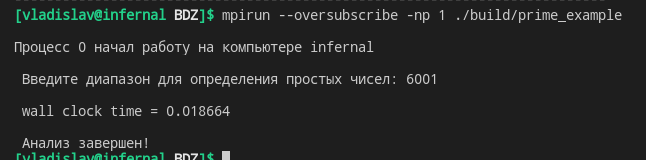 [vladislav@infernal BDZ]$ mpirun --oversubscribe -np 1 ./build/prime_example
Процесс 0 начал работу на компьютере infernal
Введите диапазон для определения простых чисел: 6001
wall clock time = 0.018664
Анализ завершен!
[vladislav@infernal BDZ]$